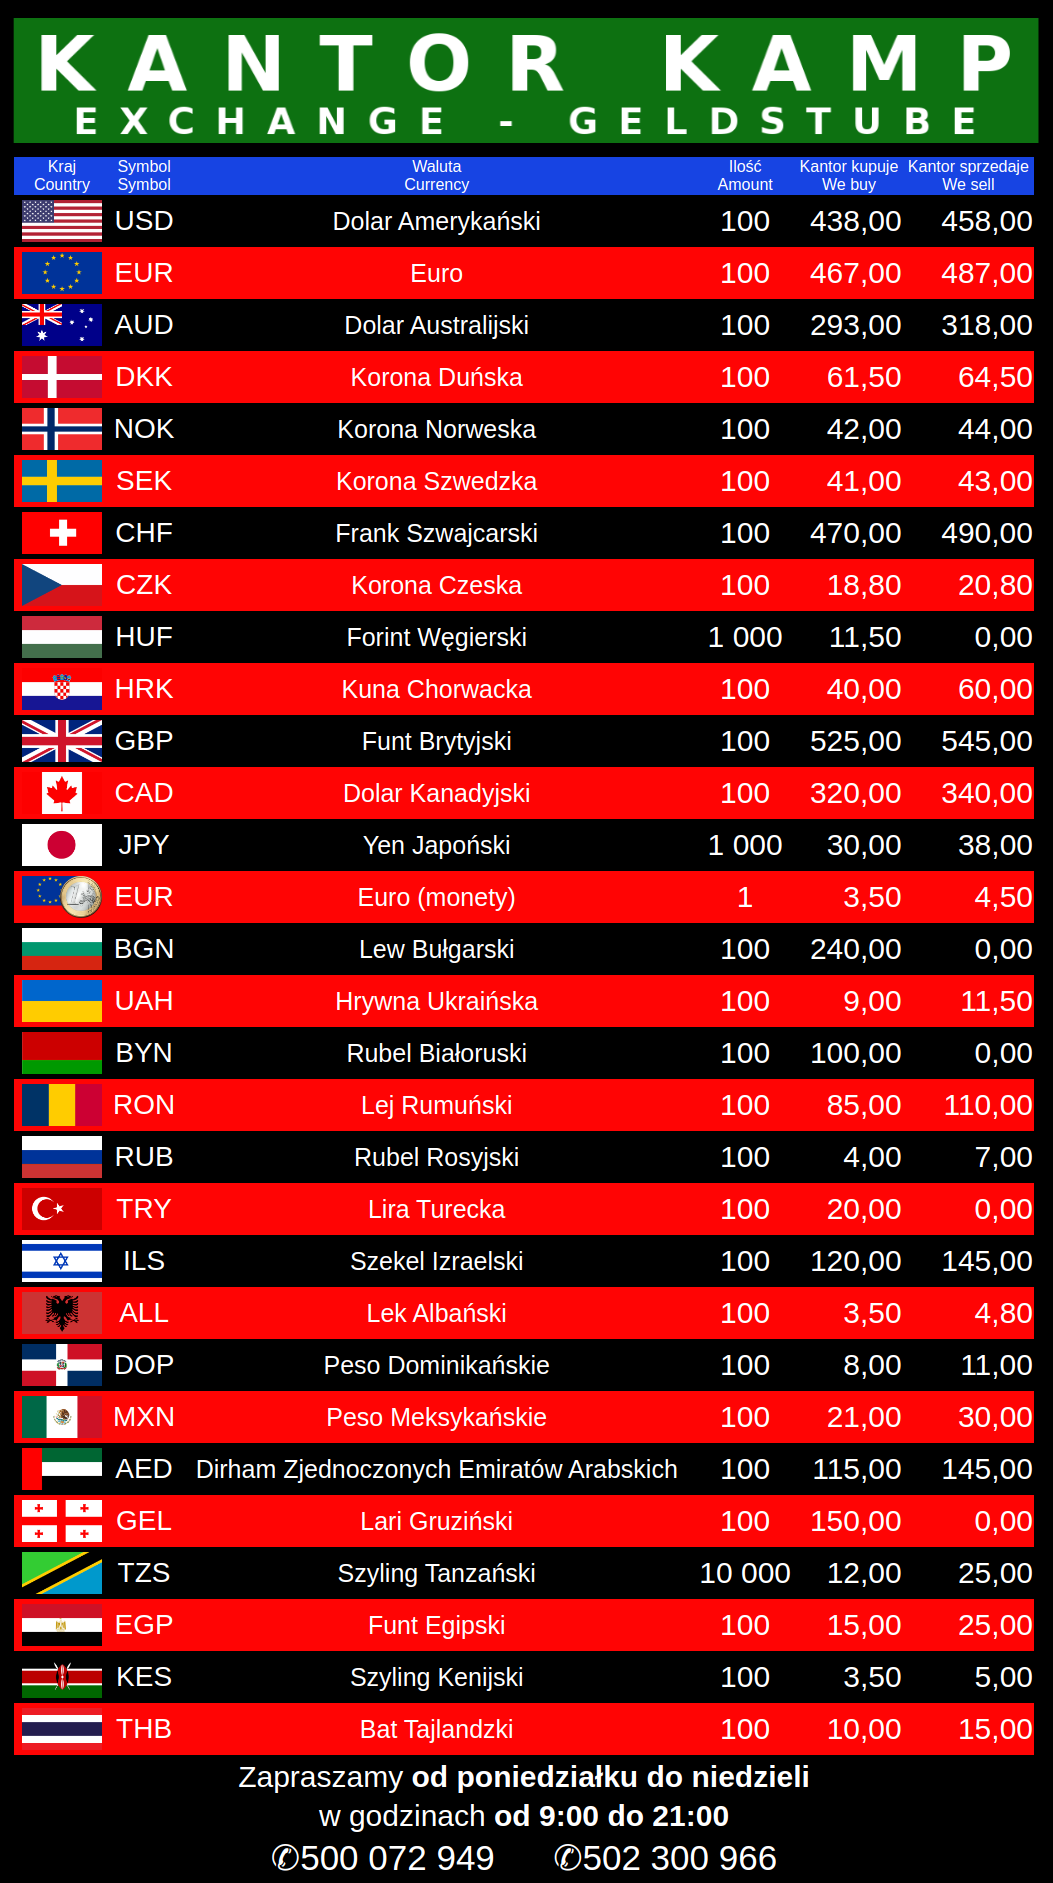 KANTOR KAMP
EXCHANGE - GELDSTUBE
Kraj Symbol Waluta Ilość Kantor kupuje Kantor sprzedaje
Country Symbol Currency Amount We buy We sell
USD Dolar Amerykański 100 438,00 458,00
EUR Euro 100 467,00 487,00
AUD Dolar Australijski 100 293,00 318,00
DKK Korona Duńska 100 61,50 64,50
NOK Korona Norweska 100 42,00 44,00
SEK Korona Szwedzka 100 41,00 43,00
CHF Frank Szwajcarski 100 470,00 490,00
CZK Korona Czeska 100 18,80 20,80
HUF Forint Węgierski 1 000 11,50 0,00
HRK Kuna Chorwacka 100 40,00 60,00
GBP Funt Brytyjski 100 525,00 545,00
CAD Dolar Kanadyjski 100 320,00 340,00
JPY Yen Japoński 1 000 30,00 38,00
EUR Euro (monety) 1 3,50 4,50
BGN Lew Bułgarski 100 240,00 0,00
UAH Hrywna Ukraińska 100 9,00 11,50
BYN Rubel Białoruski 100 100,00 0,00
RON Lej Rumuński 100 85,00 110,00
RUB Rubel Rosyjski 100 4,00 7,00
TRY Lira Turecka 100 20,00 0,00
ILS Szekel Izraelski 100 120,00 145,00
ALL Lek Albański 100 3,50 4,80
DOP Peso Dominikańskie 100 8,00 11,00
MXN Peso Meksykańskie 100 21,00 30,00
AED Dirham Zjednoczonych Emiratów Arabskich 100 115,00 145,00
GEL Lari Gruziński 100 150,00 0,00
TZS Szyling Tanzański 10 000 12,00 25,00
EGP Funt Egipski 100 15,00 25,00
KES Szyling Kenijski 100 3,50 5,00
THB Bat Tajlandzki 100 10,00 15,00
Zapraszamy od poniedziałku do niedzieli
w godzinach od 9:00 do 21:00
✆500 072 949 ✆502 300 966